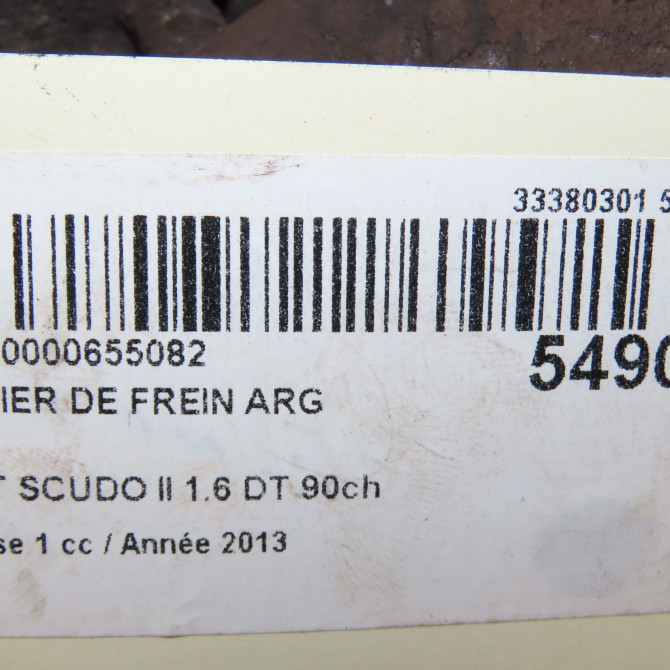 33380301 5
0000655082
5490
IER DE FREIN ARG
T SCUDO II 1.6 DT 90ch
se 1 cc / Année 2013